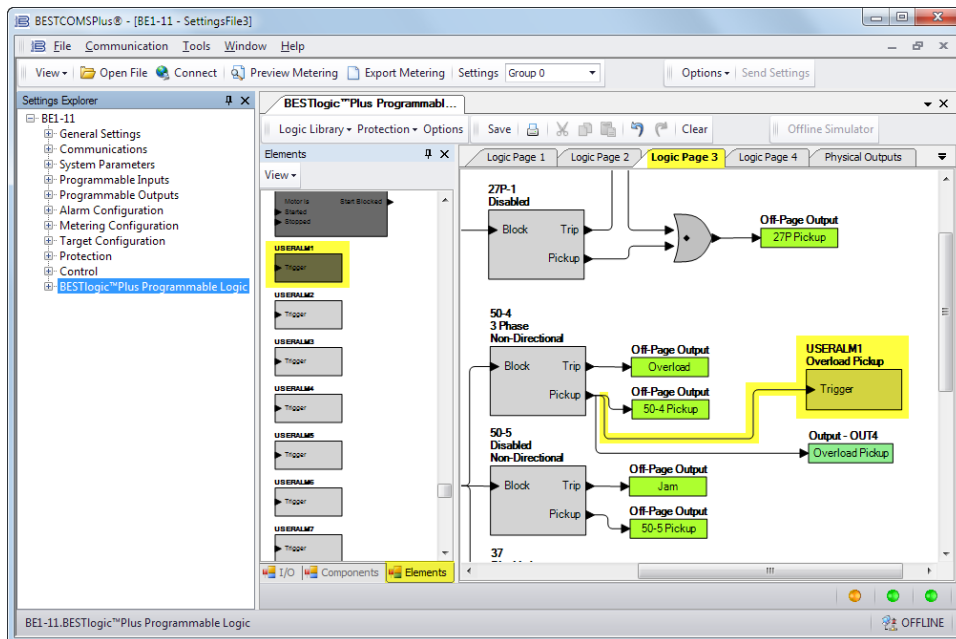 BESTCOMSPlus® - [BE1-11 - SettingsFile3]
File Communication Tools Window Help
View Open File Connect Preview Metering Export Metering Settings Group 0 Options Send Settings
Settings Explorer
BE1-11
General Settings
Communications
System Parameters
Programmable Inputs
Programmable Outputs
Alarm Configuration
Metering Configuration
Target Configuration
Protection
Control
BESTlogic™Plus Programmable Logic
BESTlogic™Plus Programmabl...
Logic Library Protection Options Save Clear Offline Simulator
Elements
View
Motor is Start Blocked
Started
Stopped
USERALM1
Trigger
USERALM2
Trigger
USERALM3
Trigger
USERALM4
Trigger
USERALM5
Trigger
USERALM6
Trigger
USERALM7
Trigger
I/O Components Elements
Logic Page 1 Logic Page 2 Logic Page 3 Logic Page 4 Physical Outputs
27P-1
Disabled
Block Trip
Pickup
Off-Page Output
27P Pickup
50-4
3 Phase
Non-Directional
Block Trip
Pickup
Off-Page Output
Overload
Off-Page Output
50-4 Pickup
USERALM1
Overload Pickup
Trigger
Output - OUT4
Overload Pickup
50-5
Disabled
Non-Directional
Block Trip
Pickup
Off-Page Output
Jam
Off-Page Output
50-5 Pickup
37
BE1-11.BESTlogic™Plus Programmable Logic OFFLINE